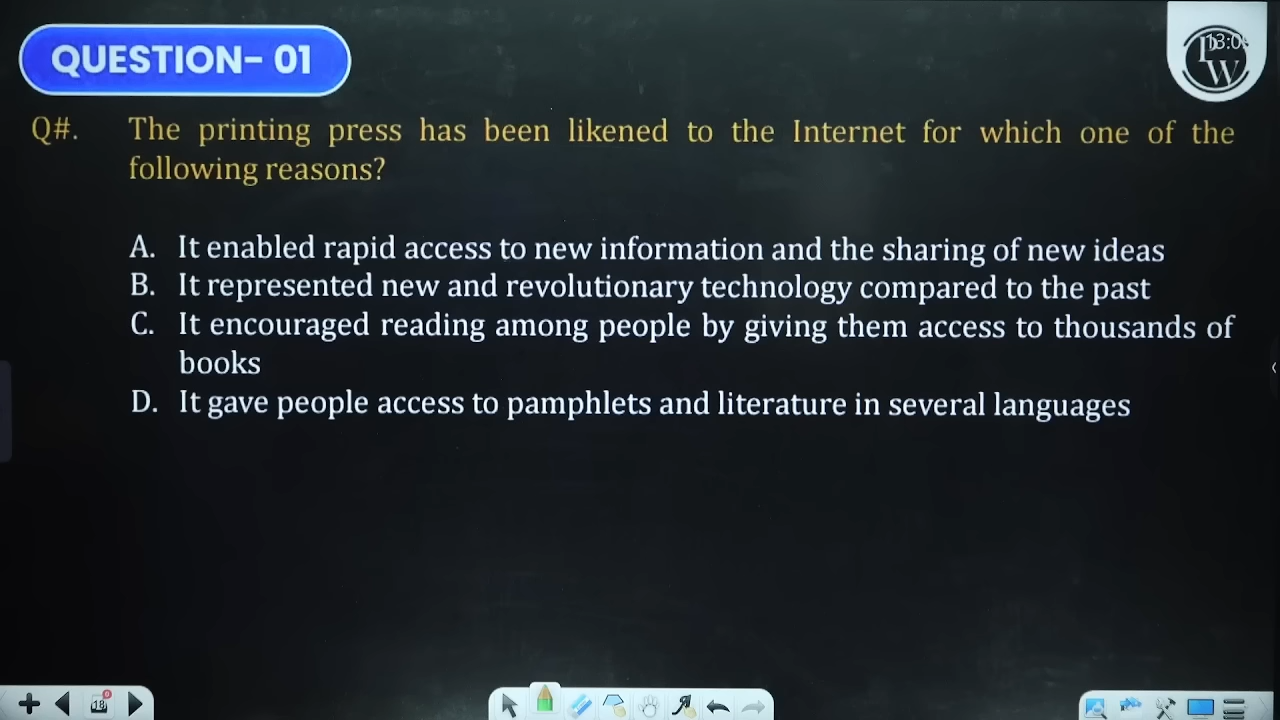 QUESTION- 01
Q#. The printing press has been likened to the Internet for which one of the
following reasons?
A. It enabled rapid access to new information and the sharing of new ideas
B. It represented new and revolutionary technology compared to the past
C. It encouraged reading among people by giving them access to thousands of
books
D. It gave people access to pamphlets and literature in several languages
18